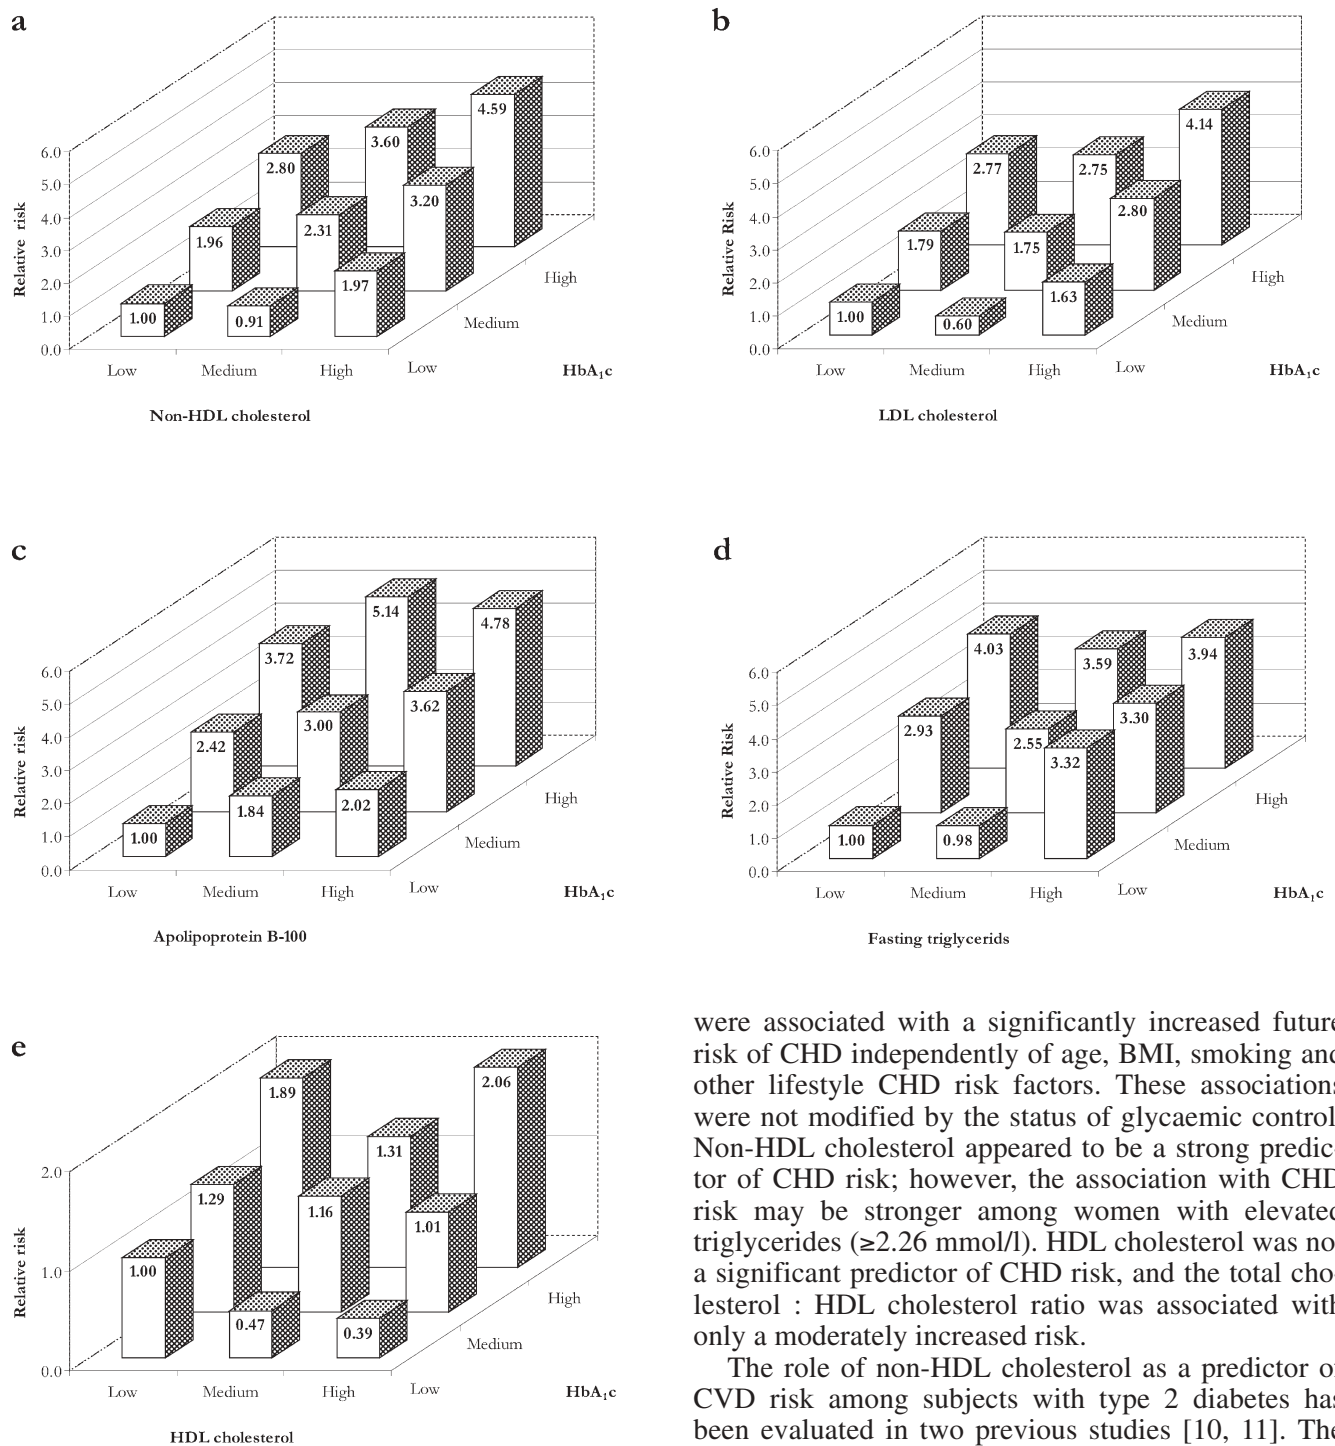 a
Relative risk
6.0
5.0
4.0
3.0
2.0
1.0
0.0
2.80
3.60
4.59
1.96
2.31
3.20
1.00
0.91
1.97
Low
Medium
High
Low
Medium
High
HbA1c
Non-HDL cholesterol
b
Relative Risk
6.0
5.0
4.0
3.0
2.0
1.0
0.0
2.77
2.75
4.14
1.79
1.75
2.80
1.00
0.60
1.63
Low
Medium
High
Low
Medium
High
HbA1c
LDL cholesterol
c
Relative risk
6.0
5.0
4.0
3.0
2.0
1.0
0.0
3.72
5.14
4.78
2.42
3.00
3.62
1.00
1.84
2.02
Low
Medium
High
Low
Medium
High
HbA1c
Apolipoprotein B-100
d
Relative Risk
6.0
5.0
4.0
3.0
2.0
1.0
0.0
4.03
3.59
3.94
2.93
2.55
3.30
1.00
0.98
3.32
Low
Medium
High
Low
Medium
High
HbA1c
Fasting triglycerids
e
Relative risk
2.0
1.0
0.0
1.89
1.31
2.06
1.29
1.16
1.01
1.00
0.47
0.39
Low
Medium
High
Low
Medium
High
HbA1c
HDL cholesterol
were associated with a significantly increased future
risk of CHD independently of age, BMI, smoking and
other lifestyle CHD risk factors. These associations
were not modified by the status of glycaemic control
Non-HDL cholesterol appeared to be a strong predic-
tor of CHD risk; however, the association with CHD
risk may be stronger among women with elevated
triglycerides (≥2.26 mmol/l). HDL cholesterol was no
a significant predictor of CHD risk, and the total cho-
lesterol : HDL cholesterol ratio was associated with
only a moderately increased risk.
The role of non-HDL cholesterol as a predictor of
CVD risk among subjects with type 2 diabetes has
been evaluated in two previous studies [10, 11]. The